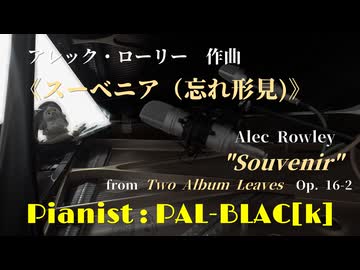 アレック・ローリー 作曲
《スーベニア（忘れ形見)》
Alec Rowley
"Souvenir"
from Two Album Leaves Op. 16-2
Pianist : PAL-BLAC[k]